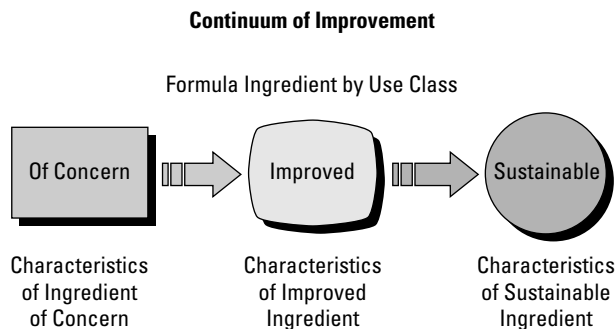 Continuum of Improvement
Formula Ingredient by Use Class
Of Concern
Improved
Sustainable
Characteristics
of Ingredient
of Concern
Characteristics
of Improved
Ingredient
Characteristics
of Sustainable
Ingredient